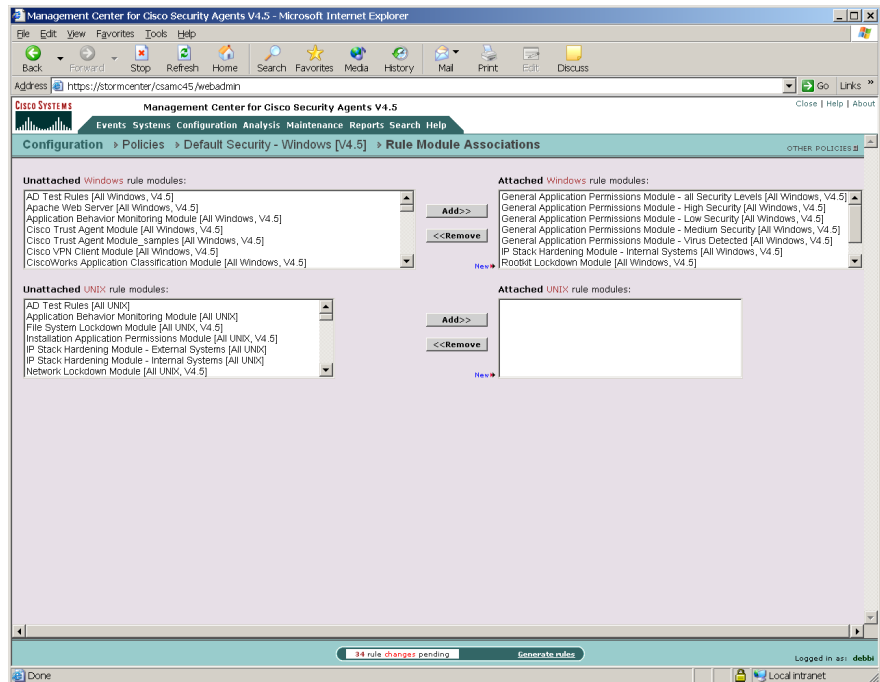 Management Center for Cisco Security Agents V4.5 - Microsoft Internet Explorer
File Edit View Favorites Tools Help
Back Forward Stop Refresh Home Search Favorites Media History Mail Print Edit Discuss
Address https://stormcenter/csamc45/webadmin Go Links »
CISCO SYSTEMS Management Center for Cisco Security Agents V4.5 Close | Help | About
Events Systems Configuration Analysis Maintenance Reports Search Help
Configuration Policies Default Security - Windows [V4.5] Rule Module Associations OTHER POLICIES
Unattached Windows rule modules:
AD Test Rules [All Windows, V4.5]
Apache Web Server [All Windows, V4.5]
Application Behavior Monitoring Module [All Windows, V4.5]
Cisco Trust Agent Module [All Windows, V4.5]
Cisco Trust Agent Module_samples [All Windows, V4.5]
Cisco VPN Client Module [All Windows, V4.5]
CiscoWorks Application Classification Module [All Windows, V4.5]
Add>>
<<Remove
New
Attached Windows rule modules:
General Application Permissions Module - all Security Levels [All Windows, V4.5]
General Application Permissions Module - High Security [All Windows, V4.5]
General Application Permissions Module - Low Security [All Windows, V4.5]
General Application Permissions Module - Medium Security [All Windows, V4.5]
General Application Permissions Module - Virus Detected [All Windows, V4.5]
IP Stack Hardening Module - Internal Systems [All Windows, V4.5]
Rootkit Lockdown Module [All Windows, V4.5]
Unattached UNIX rule modules:
AD Test Rules [All UNIX]
Application Behavior Monitoring Module [All UNIX]
File System Lockdown Module [All UNIX, V4.5]
Installation Application Permissions Module [All UNIX, V4.5]
IP Stack Hardening Module - External Systems [All UNIX]
IP Stack Hardening Module - Internal Systems [All UNIX]
Network Lockdown Module [All UNIX, V4.5]
Add>>
<<Remove
New
Attached UNIX rule modules:
34 rule changes pending Generate rules
Logged in as: debbi
Done Local intranet